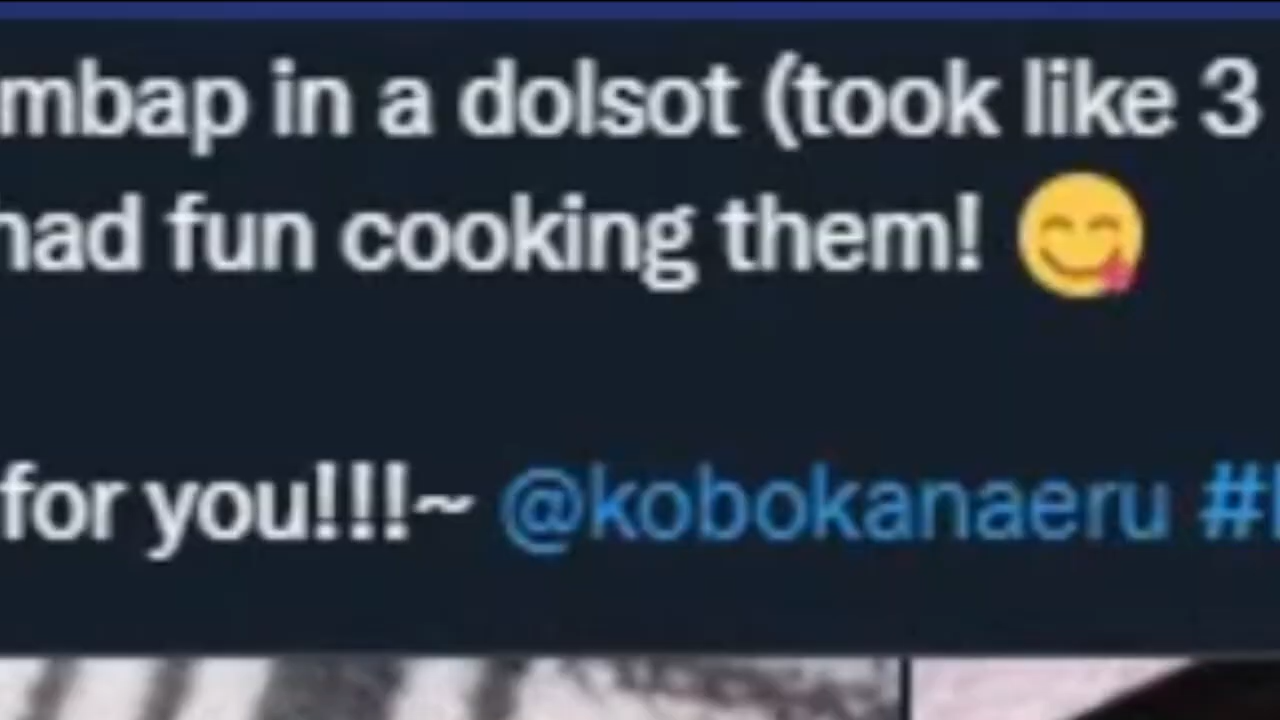 mbap in a dolsot (took like 3
had fun cooking them! 😋
for you!!!~ @kobokanaeru #